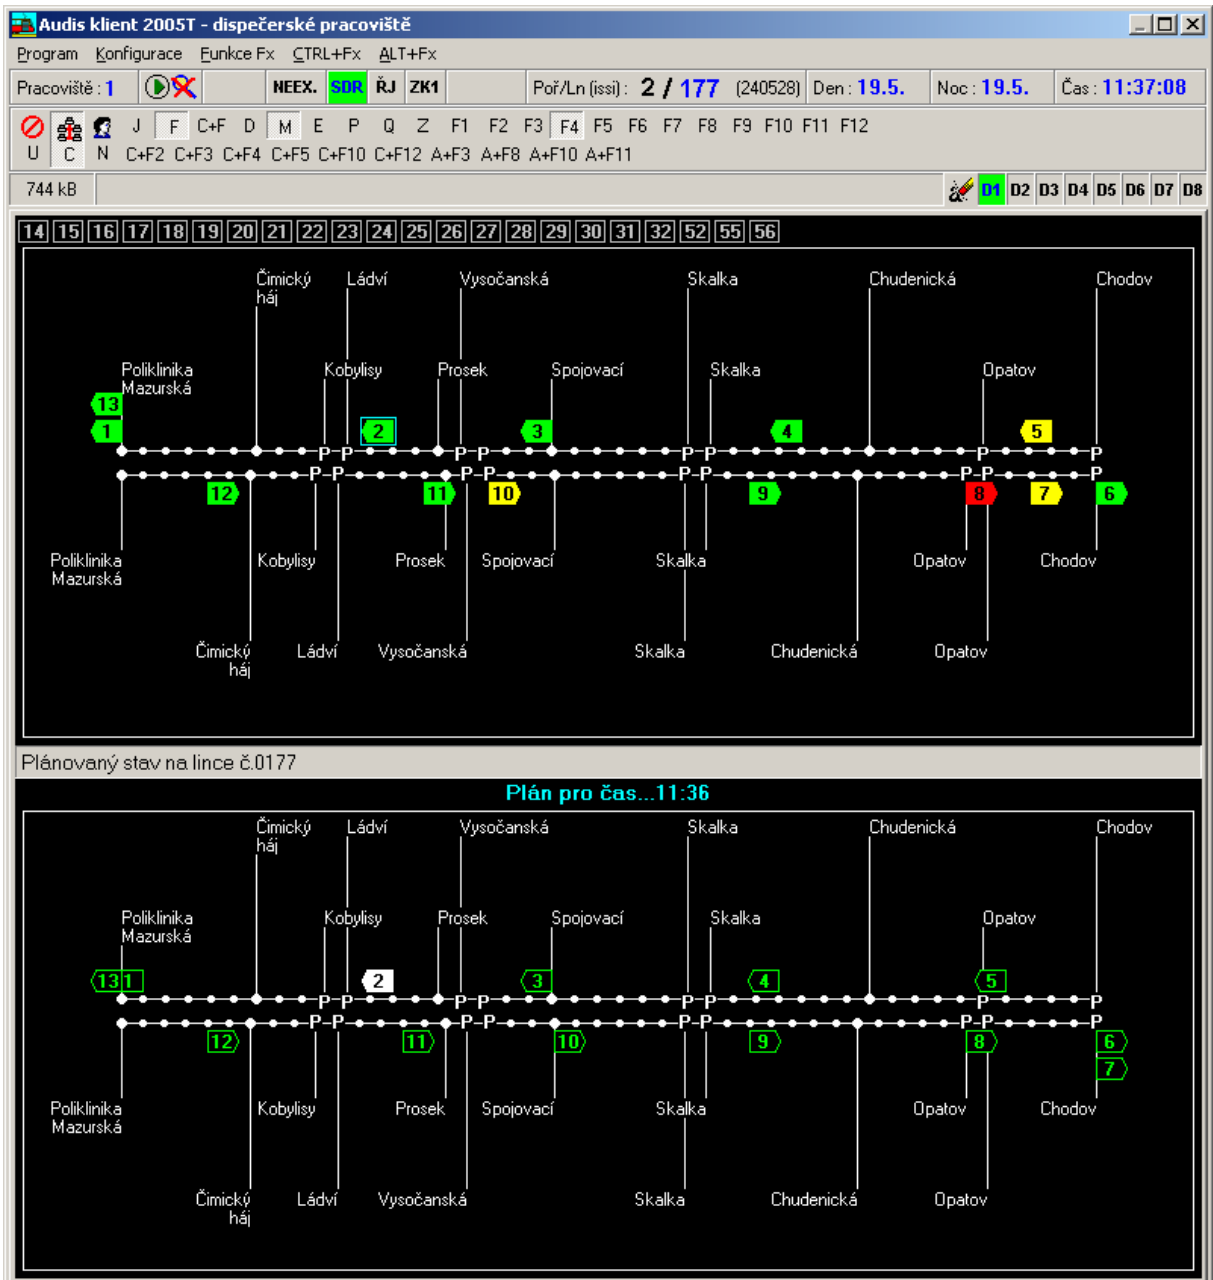 Audis klient 2005T - dispečerské pracoviště
Program Konfigurace Funkce Fx CTRL+Fx ALT+Fx
Pracoviště : 1 NEEX. SDR ŘJ ZK1 Poř/Ln (issi) : 2 / 177 (240528) Den : 19.5. Noc : 19.5. Čas : 11:37:08
J F C+F D M E P Q Z F1 F2 F3 F4 F5 F6 F7 F8 F9 F10 F11 F12
U C N C+F2 C+F3 C+F4 C+F5 C+F10 C+F12 A+F3 A+F8 A+F10 A+F11
744 kB D1 D2 D3 D4 D5 D6 D7 D8
14 15 16 17 18 19 20 21 22 23 24 25 26 27 28 29 30 31 32 52 55 56
Čimický háj Ládví Vysočanská Skalka Chudenická Chodov
Poliklinika Mazurská Kobylisy Prosek Spojovací Skalka Opatov
13
1 2 3 4 5
P P P P P P P P
P P P P P P P P P
12 11 10 9 8 7 6
Poliklinika Mazurská Kobylisy Prosek Spojovací Skalka Opatov Chodov
Čimický háj Ládví Vysočanská Skalka Chudenická Opatov
Plánovaný stav na lince č.0177
Plán pro čas...11:36
Čimický háj Ládví Vysočanská Skalka Chudenická Chodov
Poliklinika Mazurská Kobylisy Prosek Spojovací Skalka Opatov
13 1 2 3 4 5
P P P P P P P P
P P P P P P P P P
12 11 10 9 8 6
7
Poliklinika Mazurská Kobylisy Prosek Spojovací Skalka Opatov Chodov
Čimický háj Ládví Vysočanská Skalka Chudenická Opatov